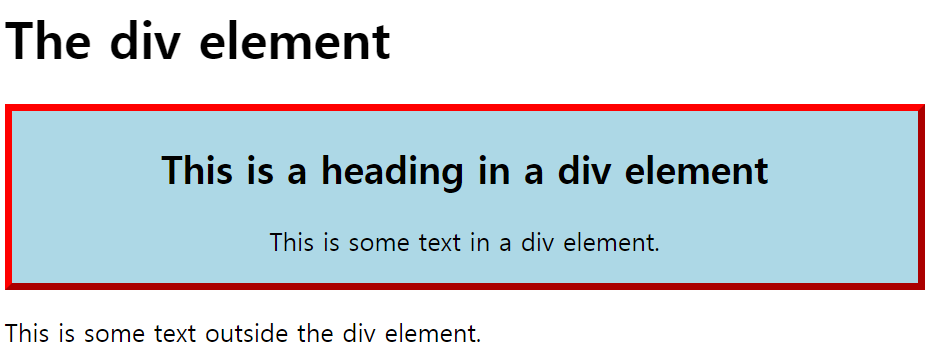 The div element
This is a heading in a div element
This is some text in a div element.
This is some text outside the div element.